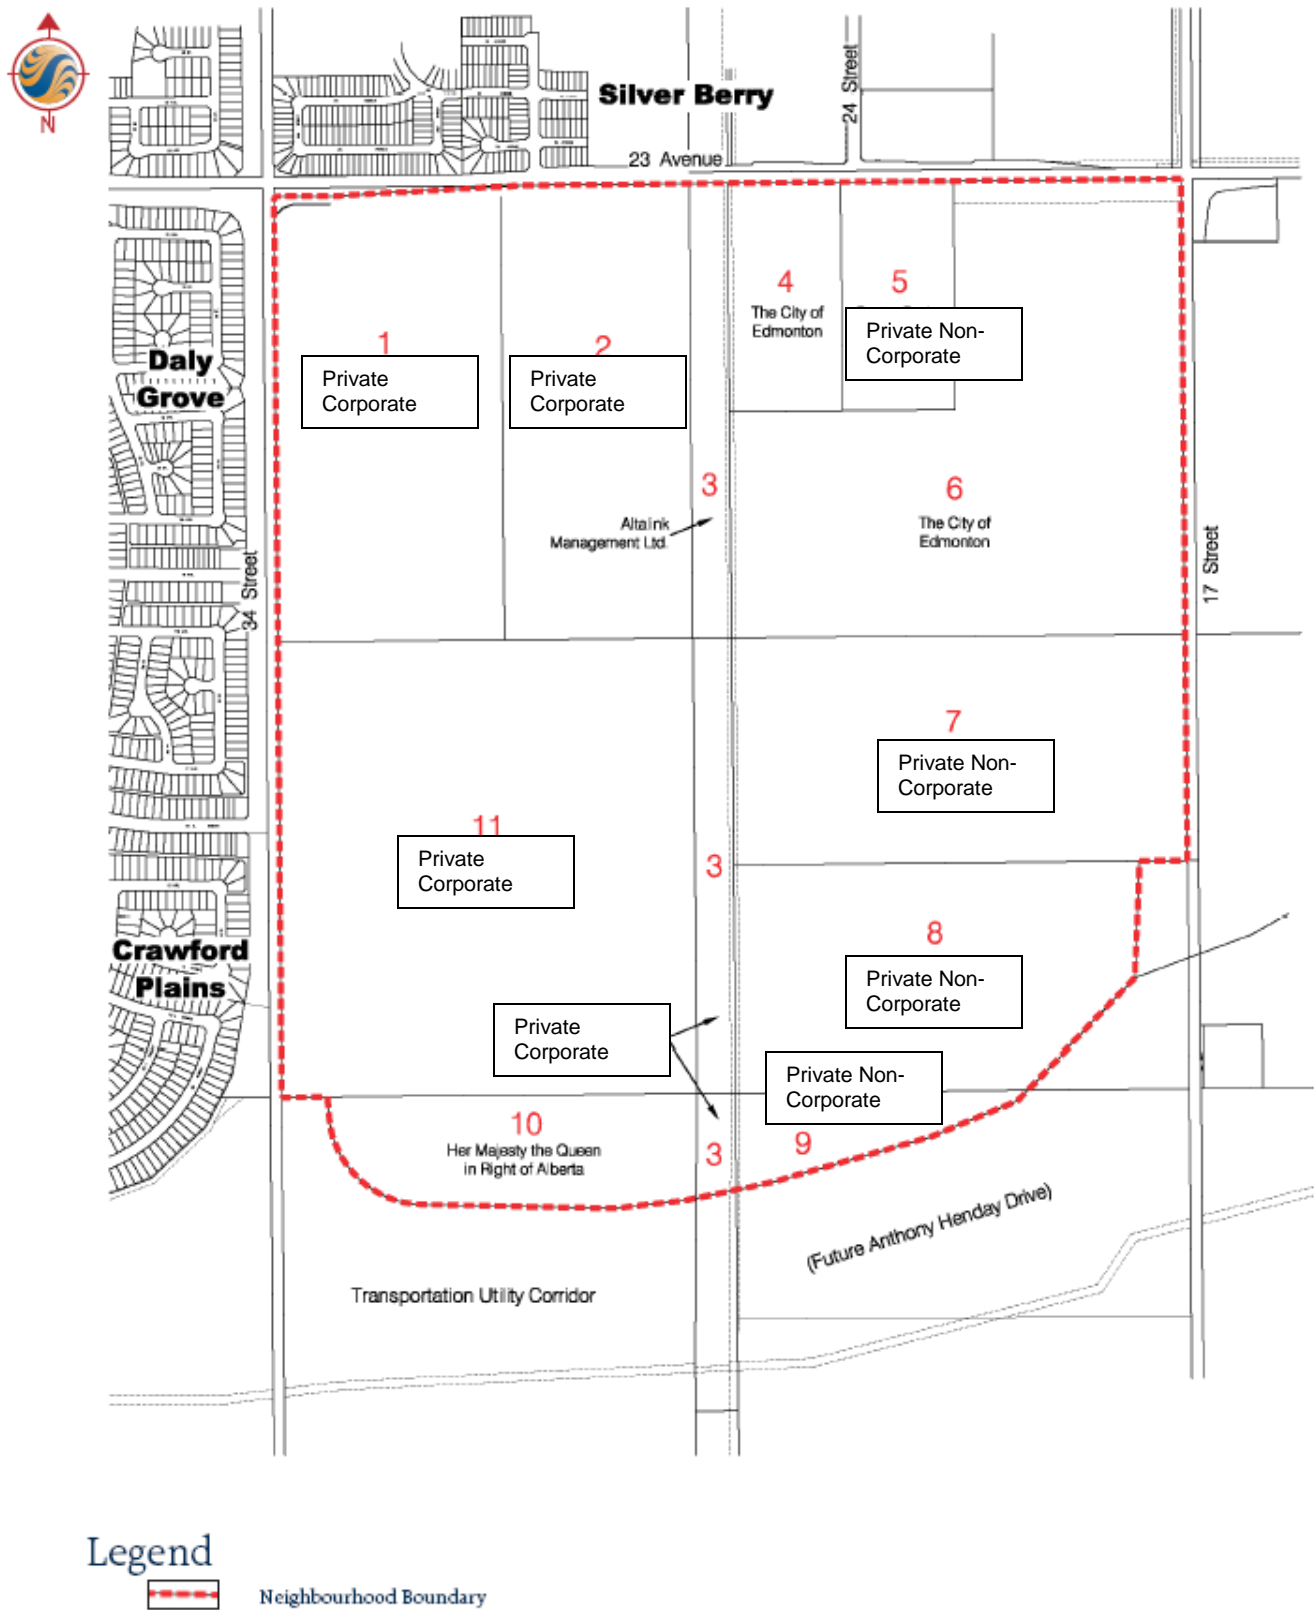 N
Silver Berry
24 Street
23 Avenue
4
The City of
Edmonton
5
Private Non-
Corporate
1
Private
Corporate
2
Private
Corporate
Daly
Grove
3
Altalink
Management Ltd.
6
The City of
Edmonton
34 Street
17 Street
7
Private Non-
Corporate
11
Private
Corporate
3
8
Private Non-
Corporate
Crawford
Plains
Private
Corporate
Private Non-
Corporate
10
Her Majesty the Queen
in Right of Alberta
3
9
(Future Anthony Henday Drive)
Transportation Utility Corridor
Legend
Neighbourhood Boundary